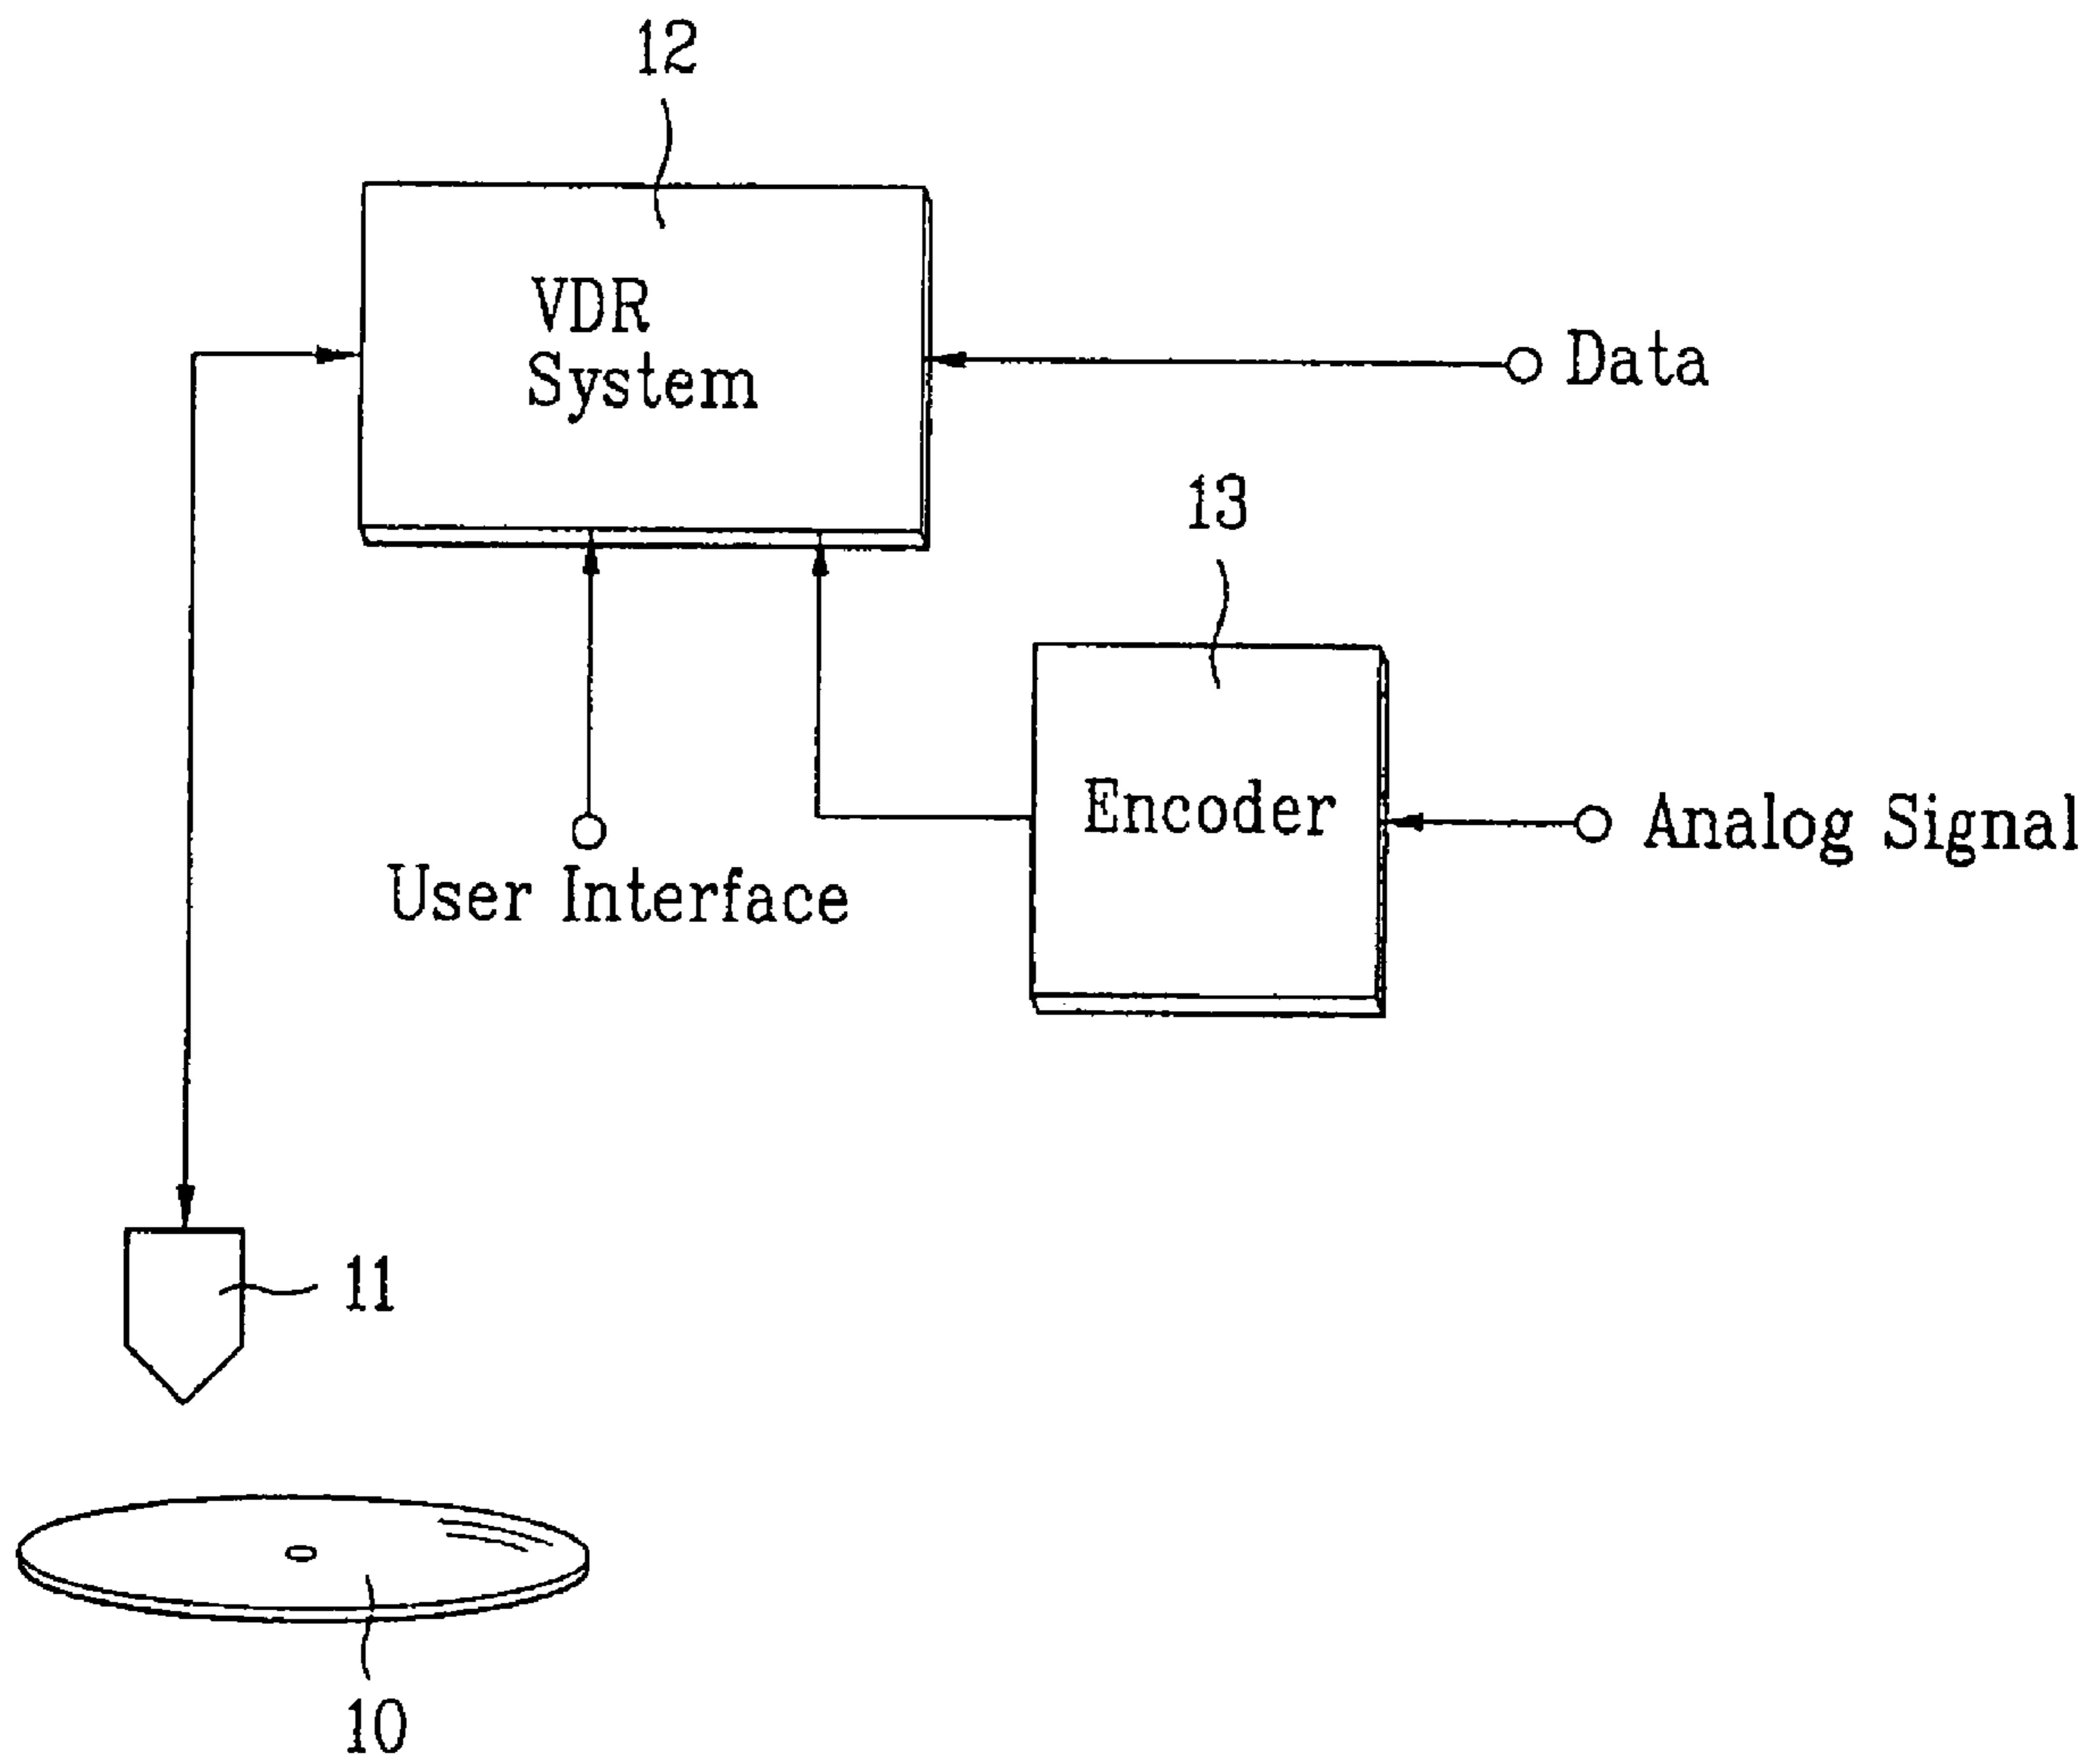 12
VDR
System
Data
13
Encoder
Analog Signal
User Interface
11
10